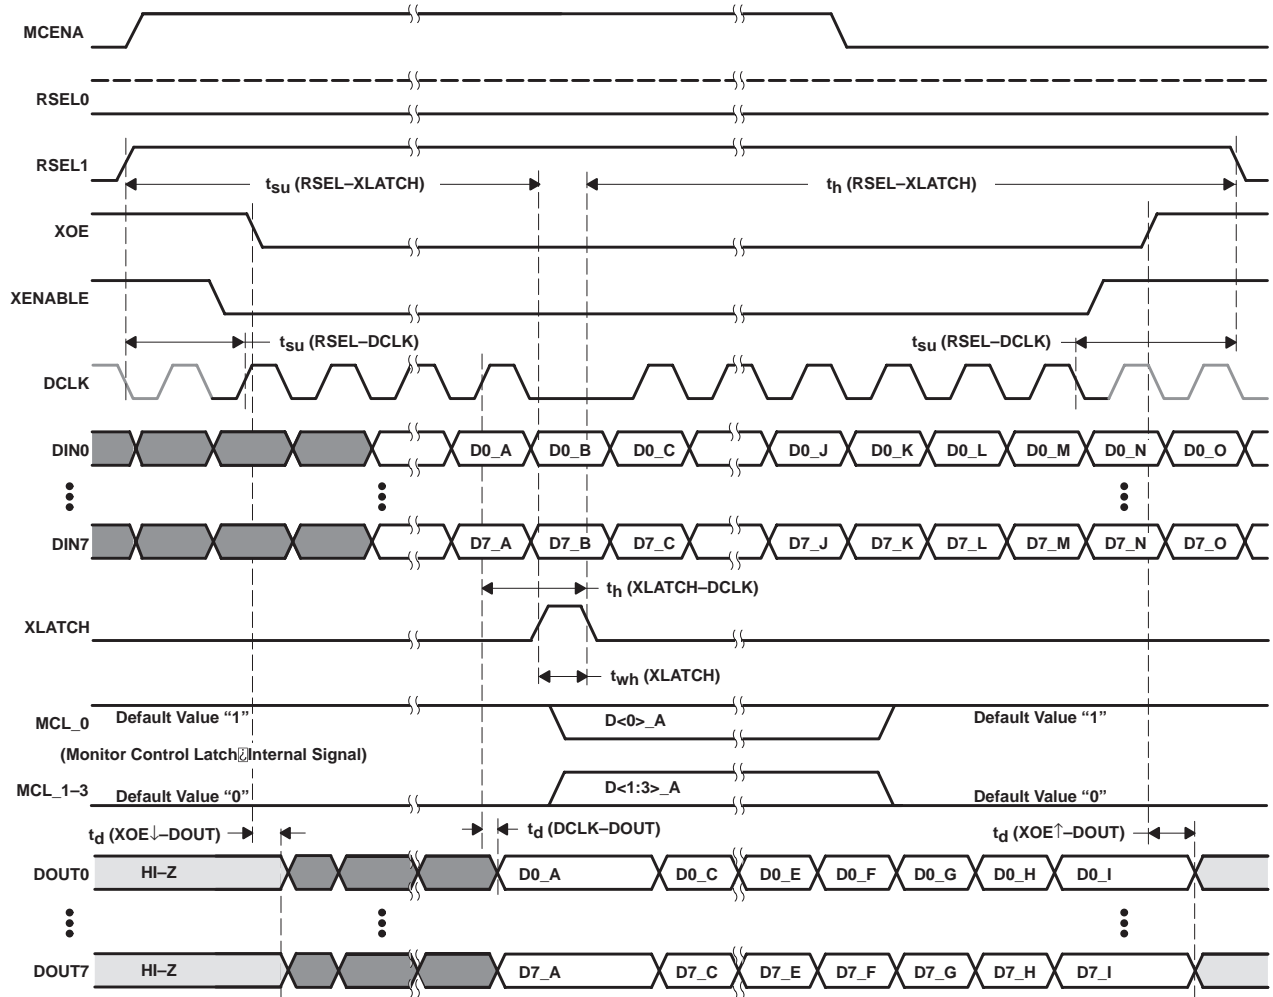 MCENA
RSEL0
RSEL1
tsu (RSEL–XLATCH) th (RSEL–XLATCH)
XOE
XENABLE
tsu (RSEL–DCLK) tsu (RSEL–DCLK)
DCLK
DIN0 D0_A D0_B D0_C D0_J D0_K D0_L D0_M D0_N D0_O
DIN7 D7_A D7_B D7_C D7_J D7_K D7_L D7_M D7_N D7_O
th (XLATCH–DCLK)
XLATCH
twh (XLATCH)
MCL_0 Default Value “1” D<0>_A Default Value “1”
(Monitor Control Latch Internal Signal)
MCL_1–3 Default Value “0” D<1:3>_A Default Value “0”
td (XOE↓–DOUT) td (DCLK–DOUT) td (XOE↑–DOUT)
DOUT0 HI–Z D0_A D0_C D0_E D0_F D0_G D0_H D0_I
DOUT7 HI–Z D7_A D7_C D7_E D7_F D7_G D7_H D7_I